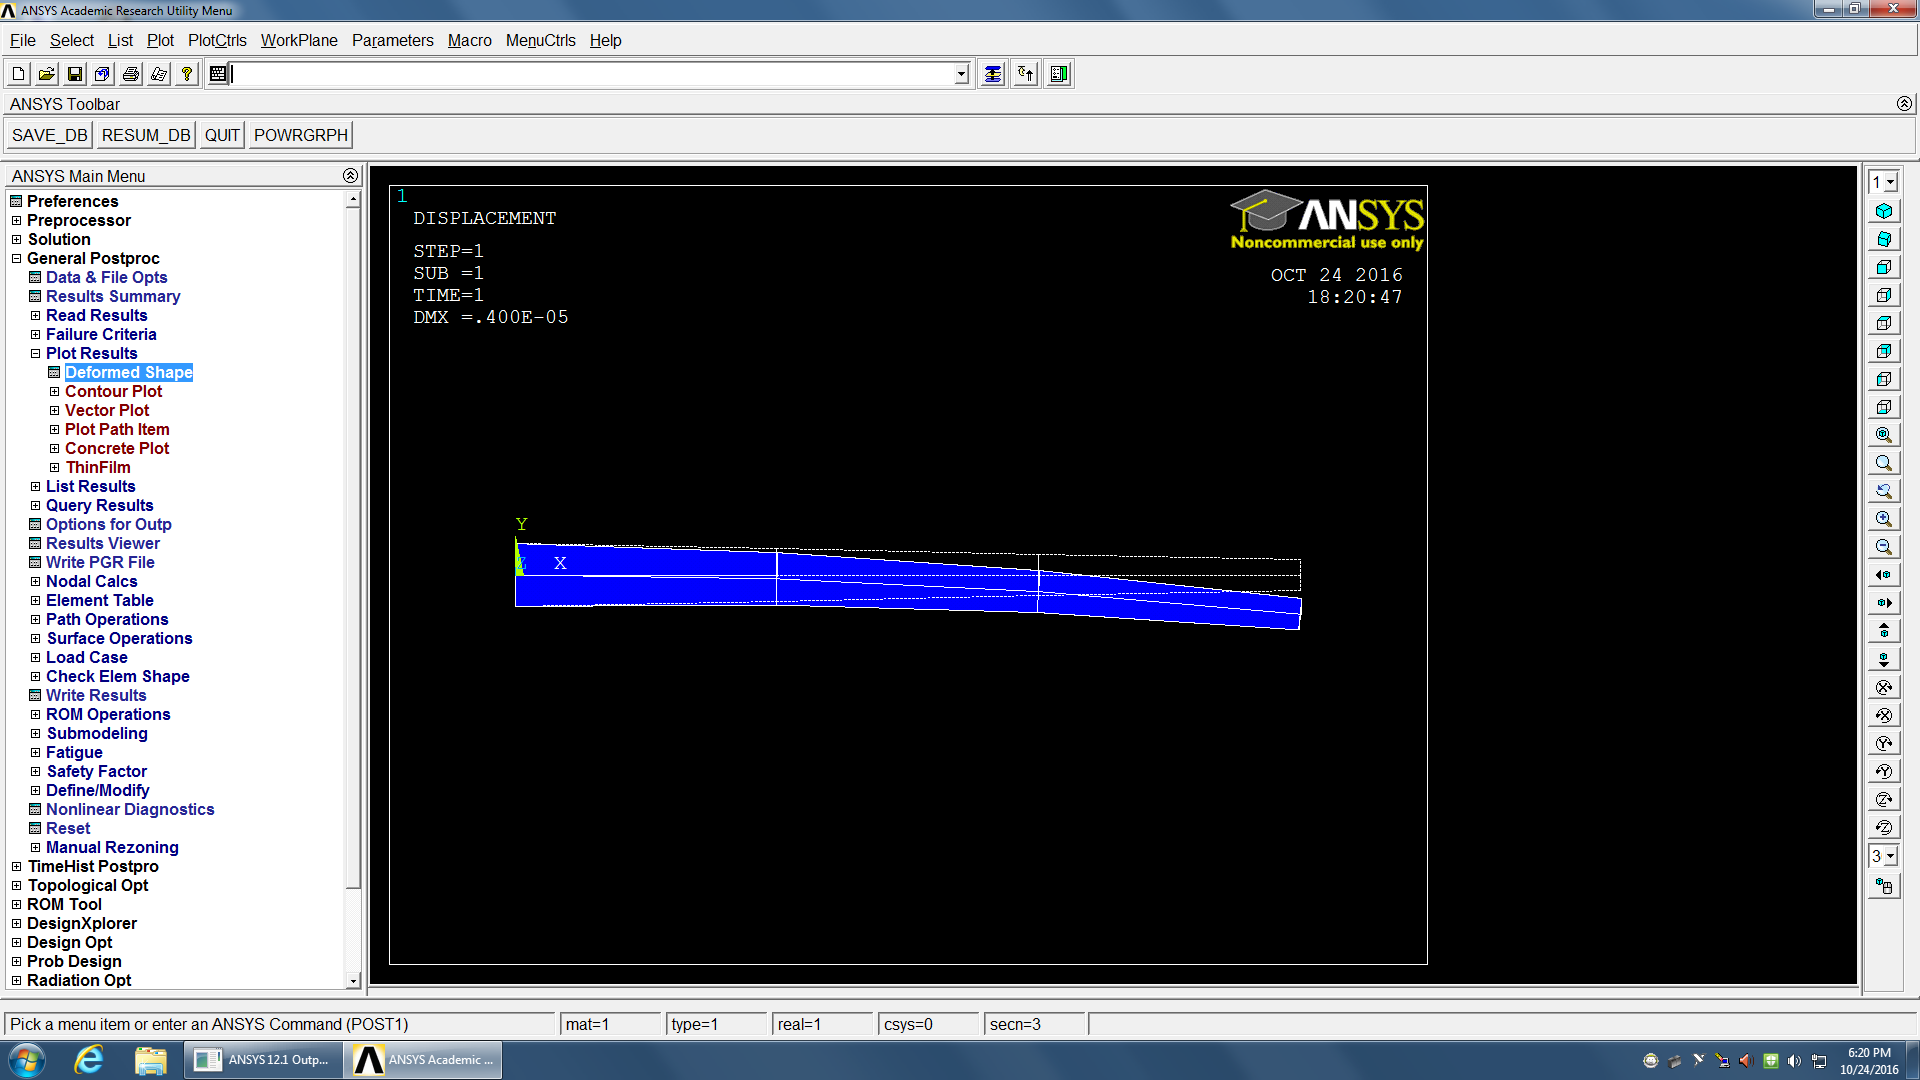 ANSYS Academic Research Utility Menu
File Select List Plot PlotCtrls WorkPlane Parameters Macro MenuCtrls Help
ANSYS Toolbar
SAVE_DB RESUM_DB QUIT POWRGRPH
ANSYS Main Menu
Preferences
Preprocessor
Solution
General Postproc
Data & File Opts
Results Summary
Read Results
Failure Criteria
Plot Results
Deformed Shape
Contour Plot
Vector Plot
Plot Path Item
Concrete Plot
ThinFilm
List Results
Query Results
Options for Outp
Results Viewer
Write PGR File
Nodal Calcs
Element Table
Path Operations
Surface Operations
Load Case
Check Elem Shape
Write Results
ROM Operations
Submodeling
Fatigue
Safety Factor
Define/Modify
Nonlinear Diagnostics
Reset
Manual Rezoning
TimeHist Postpro
Topological Opt
ROM Tool
DesignXplorer
Design Opt
Prob Design
Radiation Opt
1
DISPLACEMENT
STEP=1
SUB =1
TIME=1
DMX =.400E-05
ANSYS
Noncommercial use only
OCT 24 2016
18:20:47
Y
Z X
1
3
Pick a menu item or enter an ANSYS Command (POST1)
mat=1
type=1
real=1
csys=0
secn=3
ANSYS 12.1 Outp...
ANSYS Academic ...
6:20 PM
10/24/2016